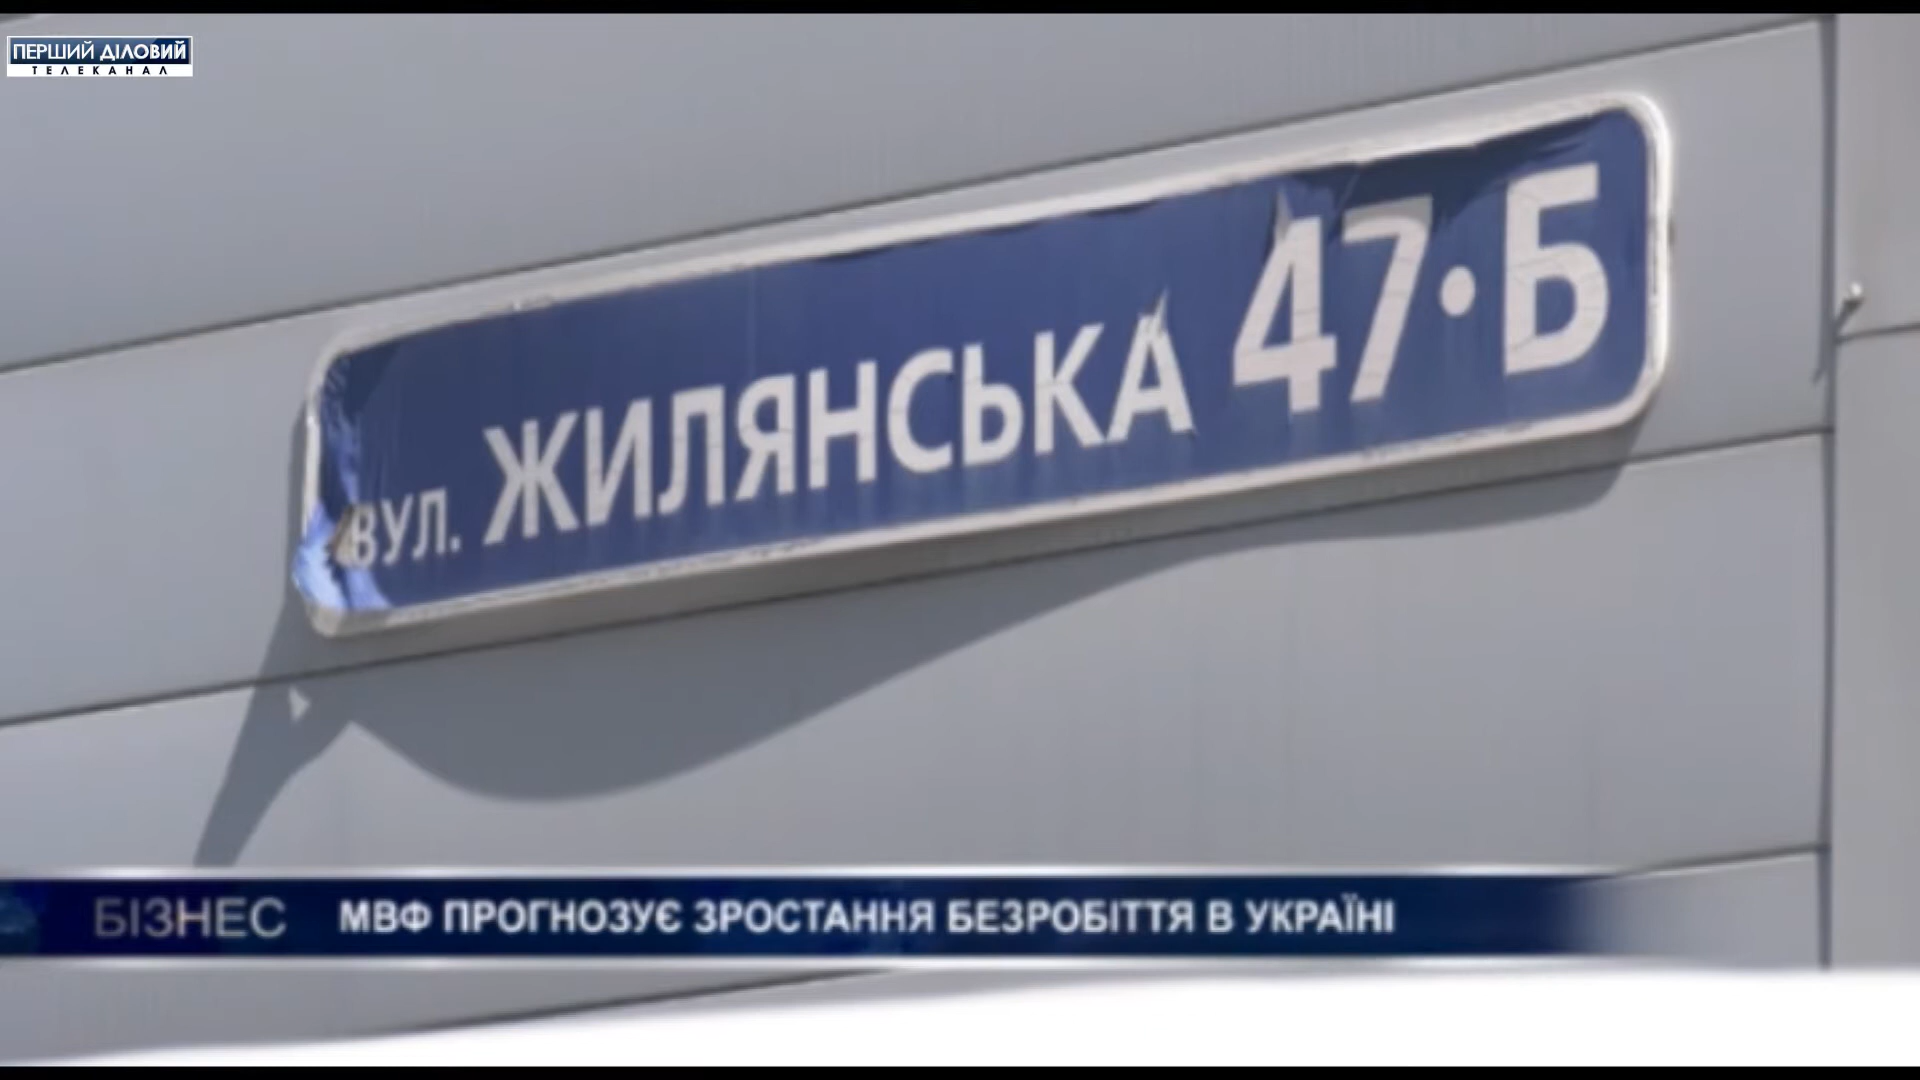 ПЕРШИЙ ДІЛОВИЙ
ТЕЛЕКАНАЛ
вул. ЖИЛЯНСЬКА 47·Б
БІЗНЕС МВФ ПРОГНОЗУЄ ЗРОСТАННЯ БЕЗРОБІТТЯ В УКРАЇНІ